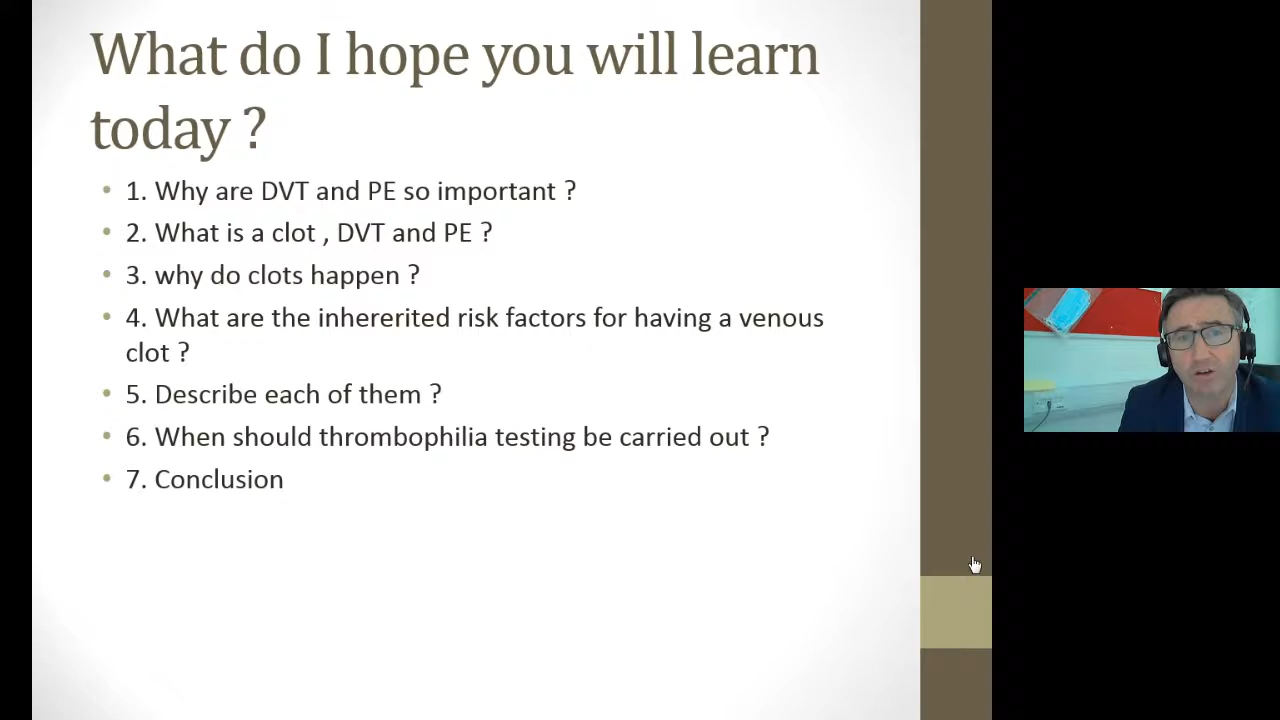 What do I hope you will learn
today ?
• 1. Why are DVT and PE so important ?
• 2. What is a clot , DVT and PE ?
• 3. why do clots happen ?
• 4. What are the inhererited risk factors for having a venous
clot ?
• 5. Describe each of them ?
• 6. When should thrombophilia testing be carried out ?
• 7. Conclusion